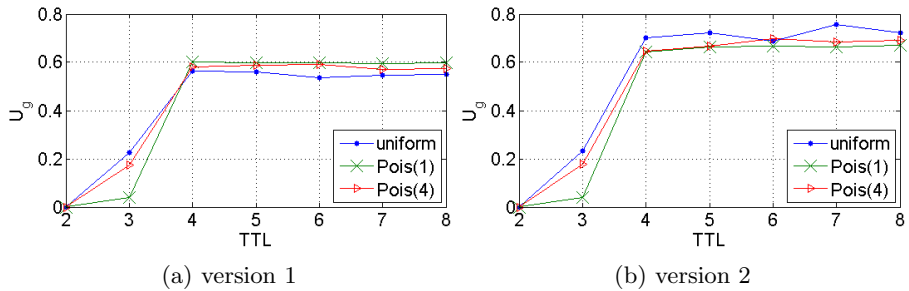 0.8
0.6
0.4
0.2
0
U_g
2 3 4 5 6 7 8
TTL
uniform
Pois(1)
Pois(4)
(a) version 1
0.8
0.6
0.4
0.2
0
U_g
2 3 4 5 6 7 8
TTL
uniform
Pois(1)
Pois(4)
(b) version 2